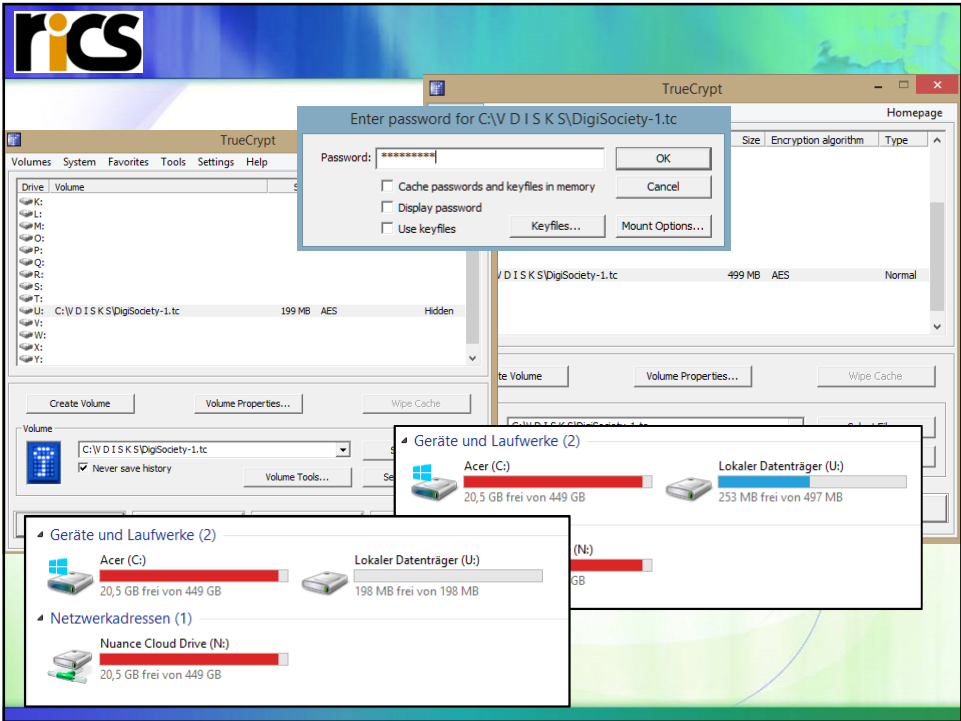 rics
TrueCrypt
Homepage
Size Encryption algorithm Type
\V D I S K S\DigiSociety-1.tc 499 MB AES Normal
te Volume Volume Properties... Wipe Cache
Enter password for C:\V D I S K S\DigiSociety-1.tc
Password: *********
OK
Cache passwords and keyfiles in memory
Cancel
Display password
Use keyfiles
Keyfiles...
Mount Options...
TrueCrypt
Volumes System Favorites Tools Settings Help
Drive Volume S
K:
L:
M:
O:
P:
Q:
R:
S:
T:
U: C:\V D I S K S\DigiSociety-1.tc 199 MB AES Hidden
V:
W:
X:
Y:
Create Volume Volume Properties... Wipe Cache
Volume
C:\V D I S K S\DigiSociety-1.tc
Never save history
Volume Tools... Se
Geräte und Laufwerke (2)
Acer (C:)
20,5 GB frei von 449 GB
Lokaler Datenträger (U:)
253 MB frei von 497 MB
(N:)
GB
Geräte und Laufwerke (2)
Acer (C:)
20,5 GB frei von 449 GB
Lokaler Datenträger (U:)
198 MB frei von 198 MB
Netzwerkadressen (1)
Nuance Cloud Drive (N:)
20,5 GB frei von 449 GB